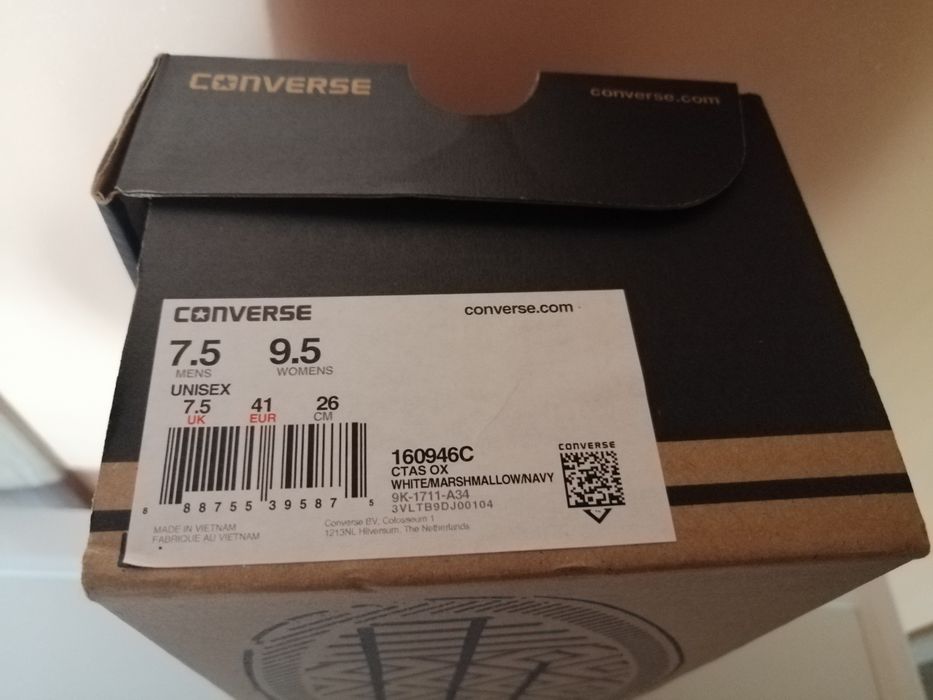 CONVERSE converse.com
CONVERSE converse.com
7.5 9.5
MENS WOMENS
UNISEX
7.5 41 26
UK EUR CM
8 88755 39587 5
160946C
CTAS OX
WHITE/MARSHMALLOW/NAVY
9K-1711-A34
3VLTB9DJ00104
CONVERSE
MADE IN VIETNAM
FABRIQUE AU VIETNAM
Converse BV, Colosseum 1
1213NL Hilversum, The Netherlands